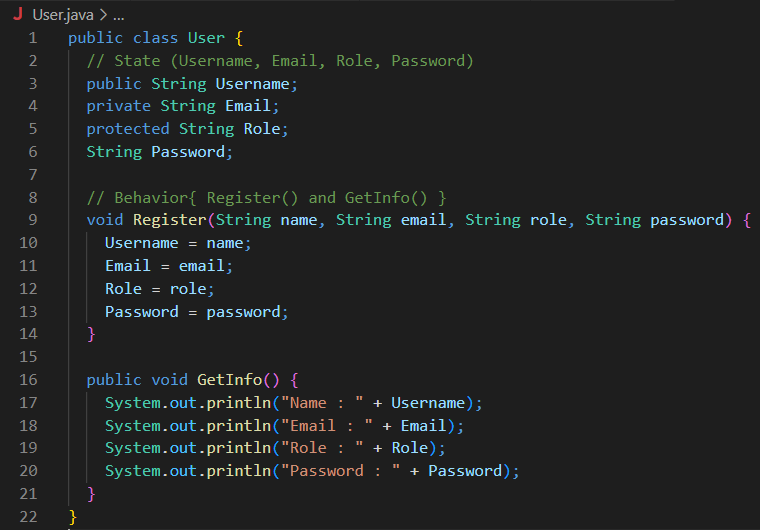 J User.java > ...
1 public class User {
2 // State (Username, Email, Role, Password)
3 public String Username;
4 private String Email;
5 protected String Role;
6 String Password;
7
8 // Behavior{ Register() and GetInfo() }
9 void Register(String name, String email, String role, String password) {
10 Username = name;
11 Email = email;
12 Role = role;
13 Password = password;
14 }
15
16 public void GetInfo() {
17 System.out.println("Name : " + Username);
18 System.out.println("Email : " + Email);
19 System.out.println("Role : " + Role);
20 System.out.println("Password : " + Password);
21 }
22 }